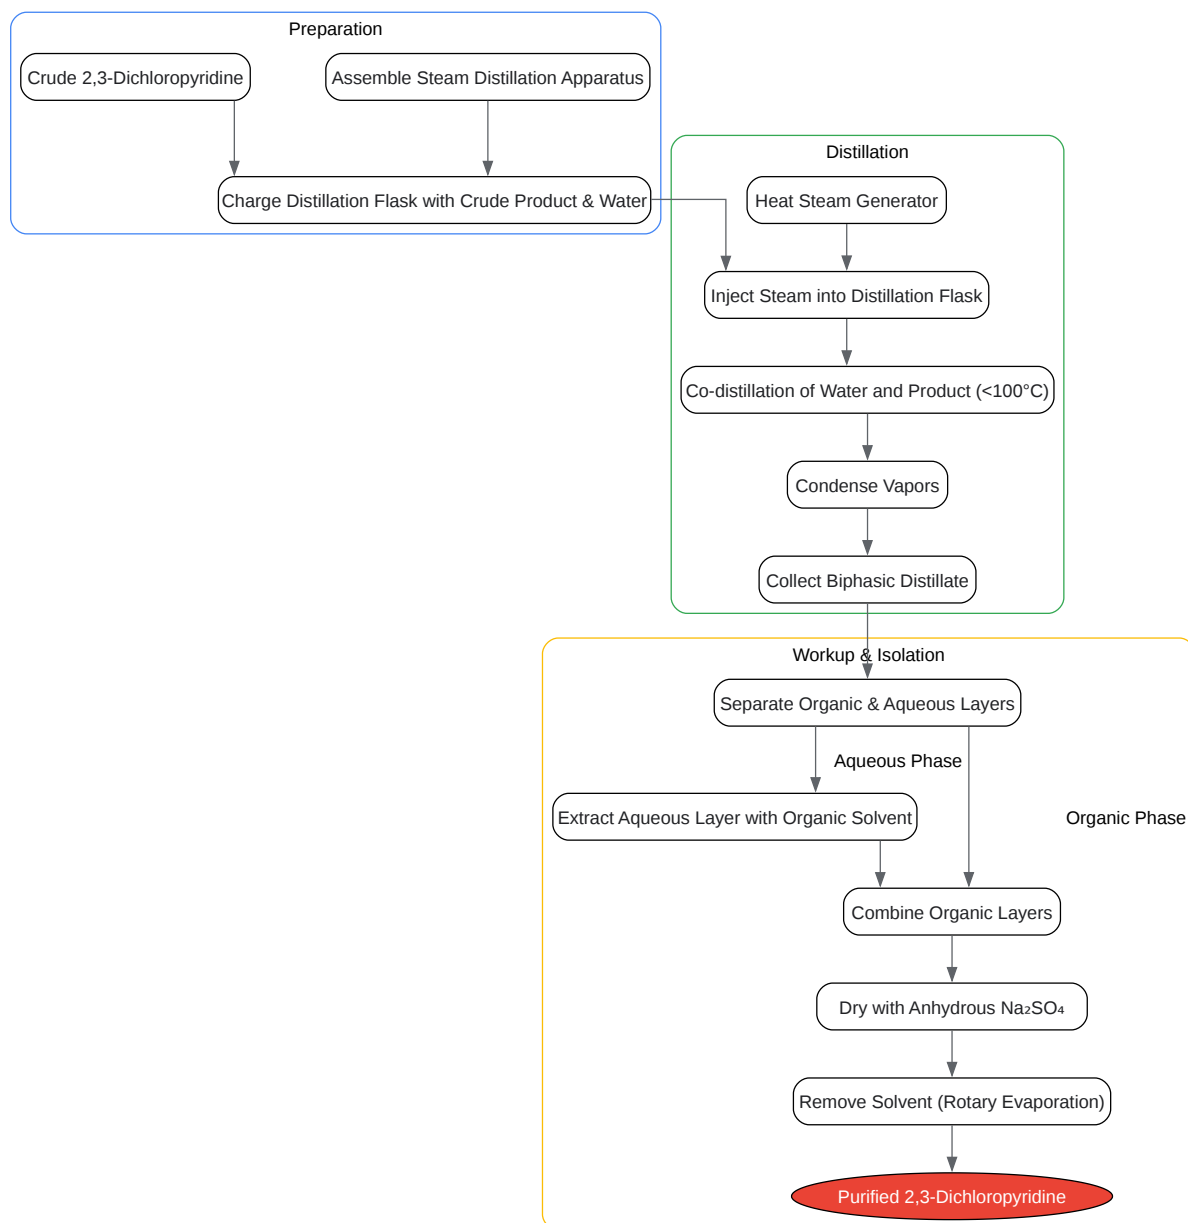 Preparation
Crude 2,3-Dichloropyridine
Assemble Steam Distillation Apparatus
Charge Distillation Flask with Crude Product & Water
Distillation
Heat Steam Generator
Inject Steam into Distillation Flask
Co-distillation of Water and Product (<100°C)
Condense Vapors
Collect Biphasic Distillate
Workup & Isolation
Separate Organic & Aqueous Layers
Aqueous Phase
Extract Aqueous Layer with Organic Solvent
Organic Phase
Combine Organic Layers
Dry with Anhydrous Na₂SO₄
Remove Solvent (Rotary Evaporation)
Purified 2,3-Dichloropyridine